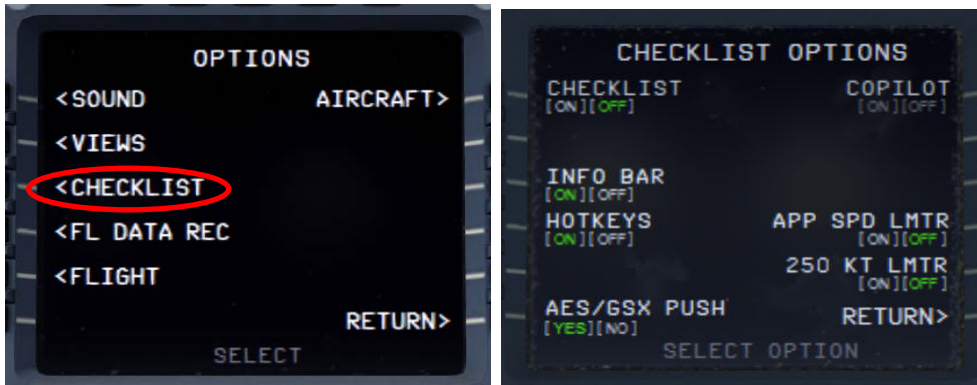 OPTIONS
<SOUND AIRCRAFT>
<VIEWS
<CHECKLIST
<FL DATA REC
<FLIGHT
RETURN>
SELECT
CHECKLIST OPTIONS
CHECKLIST COPILOT
[ON][OFF] [ON][OFF]
INFO BAR
[ON][OFF]
HOTKEYS APP SPD LMTR
[ON][OFF] [ON][OFF]
250 KT LMTR
[ON][OFF]
AES/GSX PUSH RETURN>
[YES][NO]
SELECT OPTION